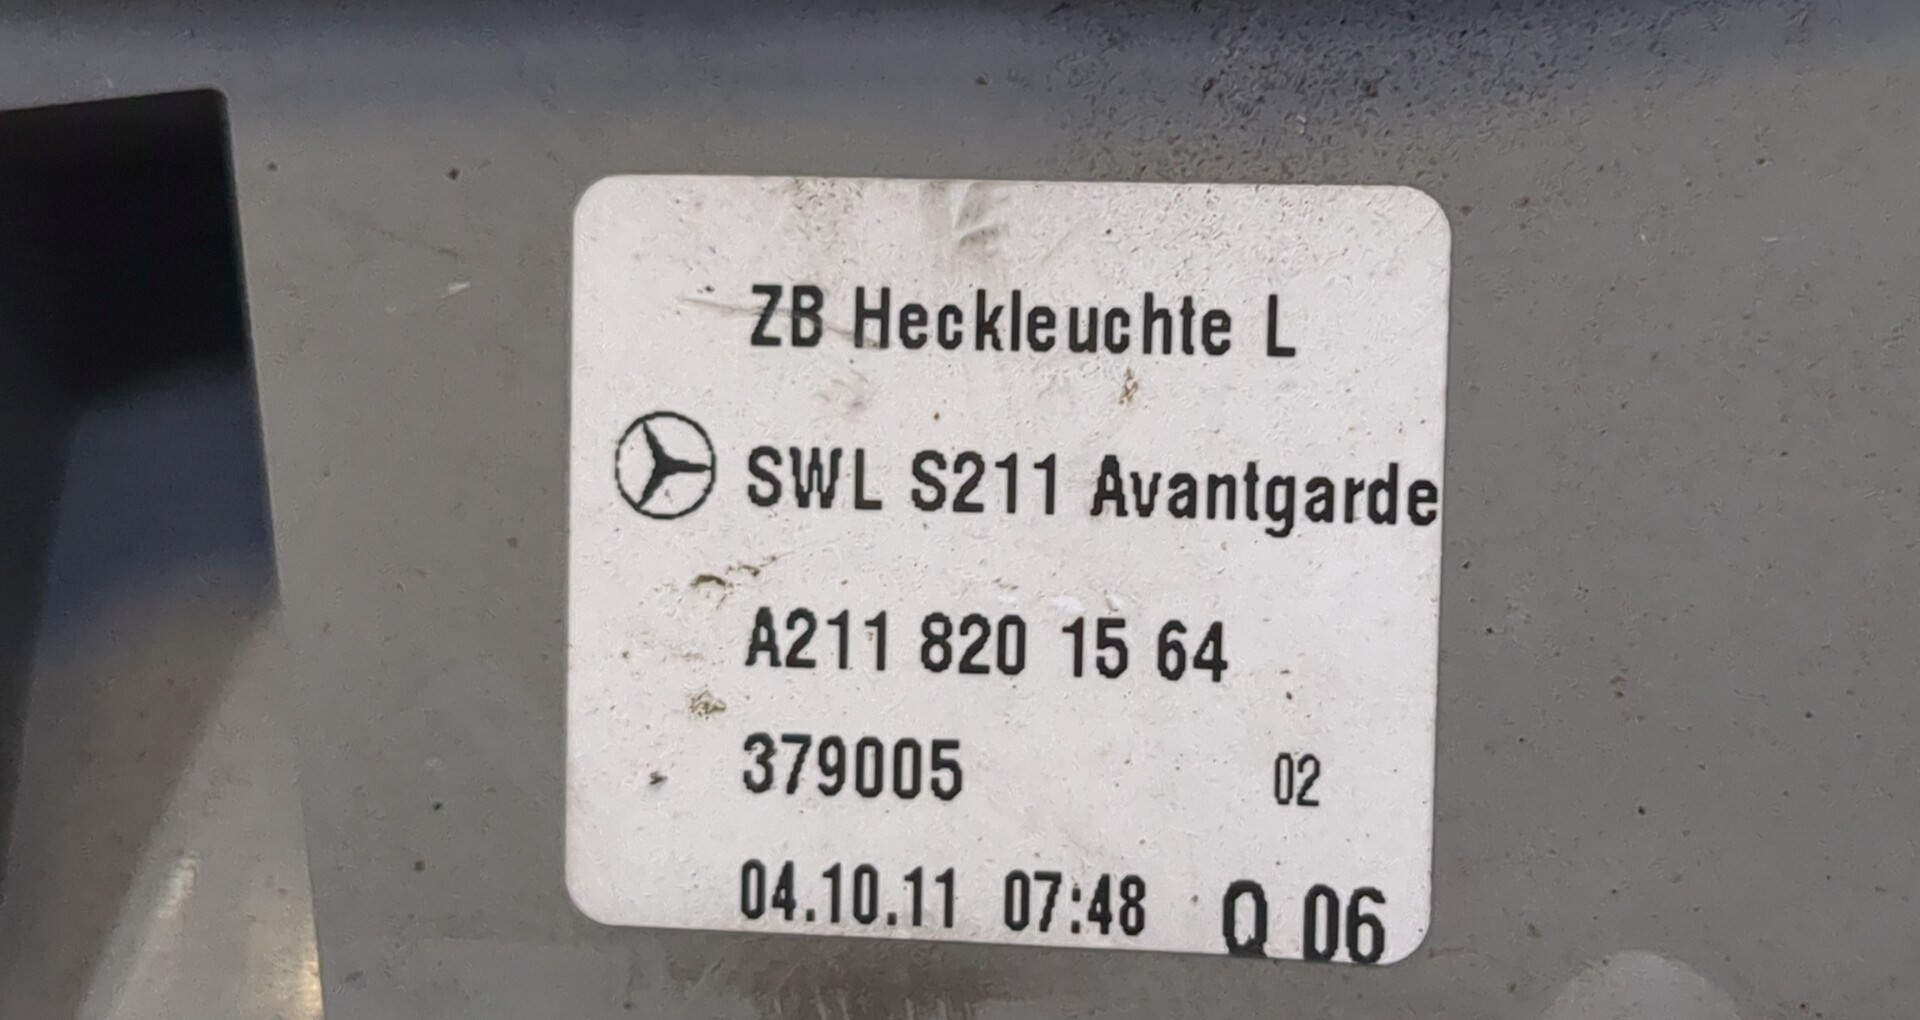 ZB Heckleuchte L
SWL S211 Avantgarde
A211 820 15 64
379005 02
04.10.11 07:48 Q 06